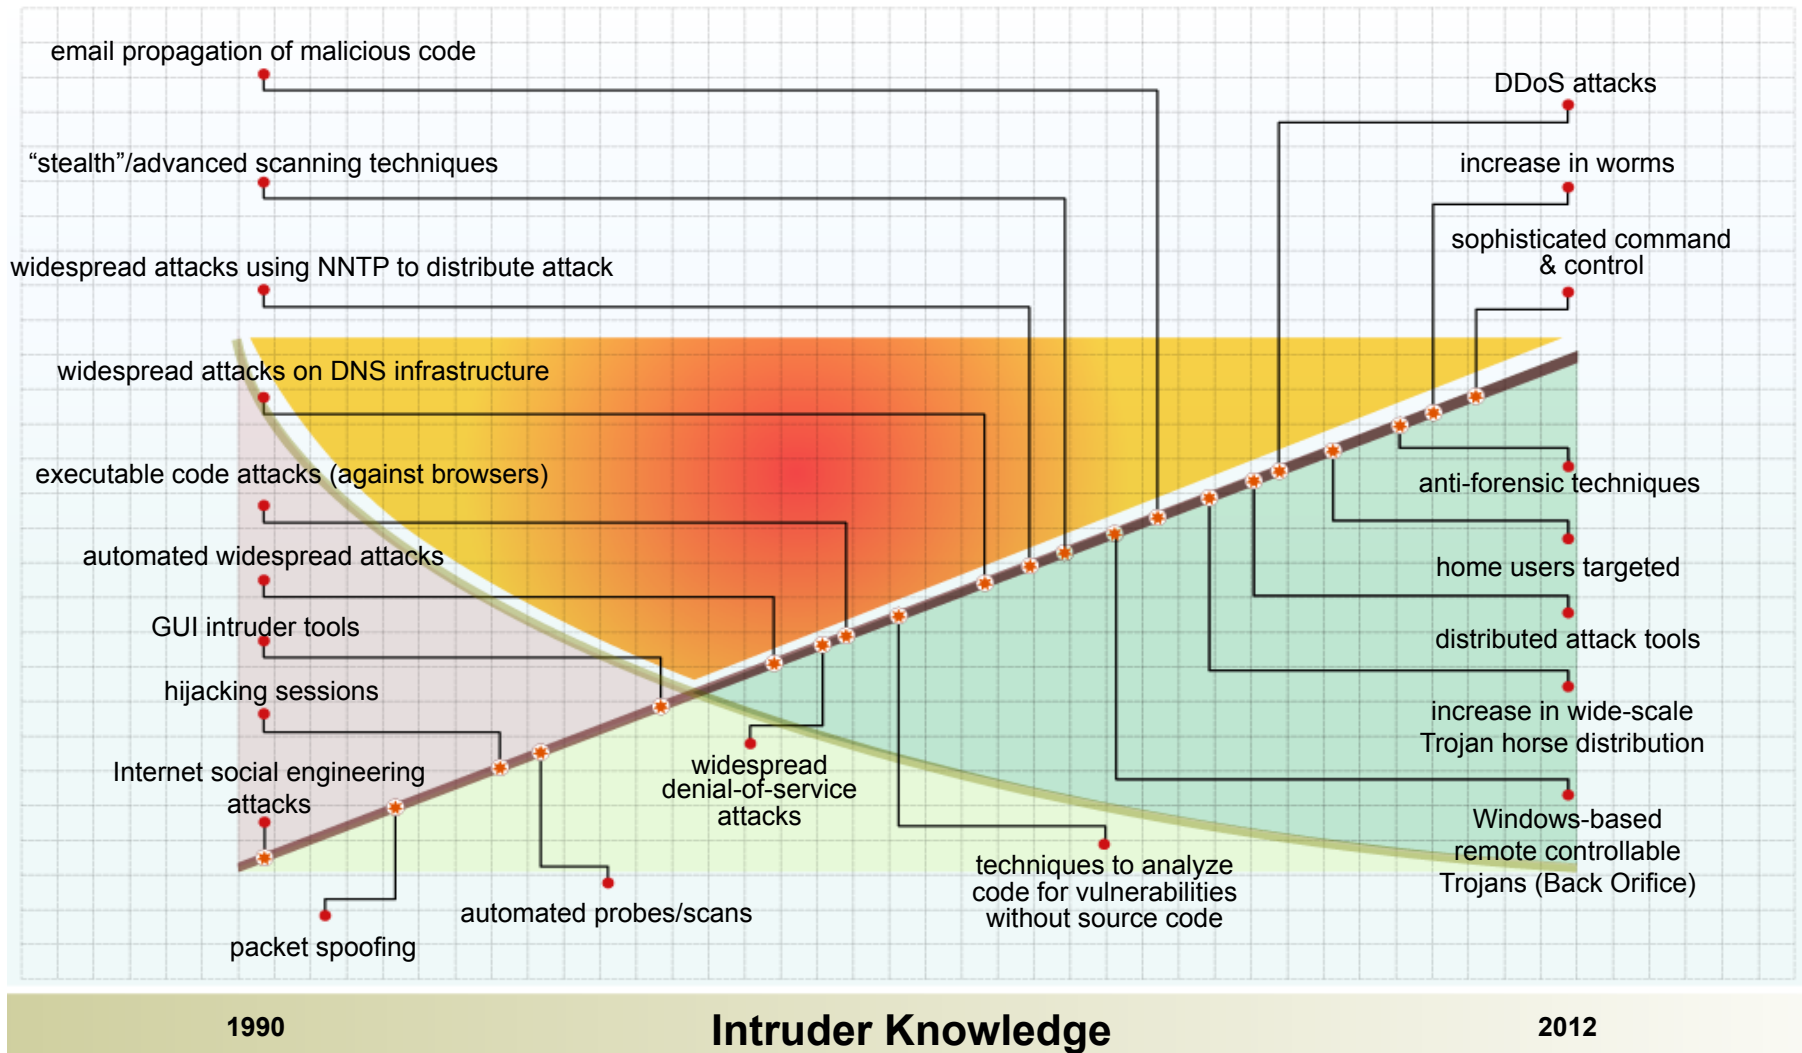 email propagation of malicious code
“stealth”/advanced scanning techniques
widespread attacks using NNTP to distribute attack
widespread attacks on DNS infrastructure
executable code attacks (against browsers)
automated widespread attacks
GUI intruder tools
hijacking sessions
Internet social engineering
attacks
packet spoofing
automated probes/scans
widespread
denial-of-service
attacks
techniques to analyze
code for vulnerabilities
without source code
DDoS attacks
increase in worms
sophisticated command
& control
anti-forensic techniques
home users targeted
distributed attack tools
increase in wide-scale
Trojan horse distribution
Windows-based
remote controllable
Trojans (Back Orifice)
1990
Intruder Knowledge
2012